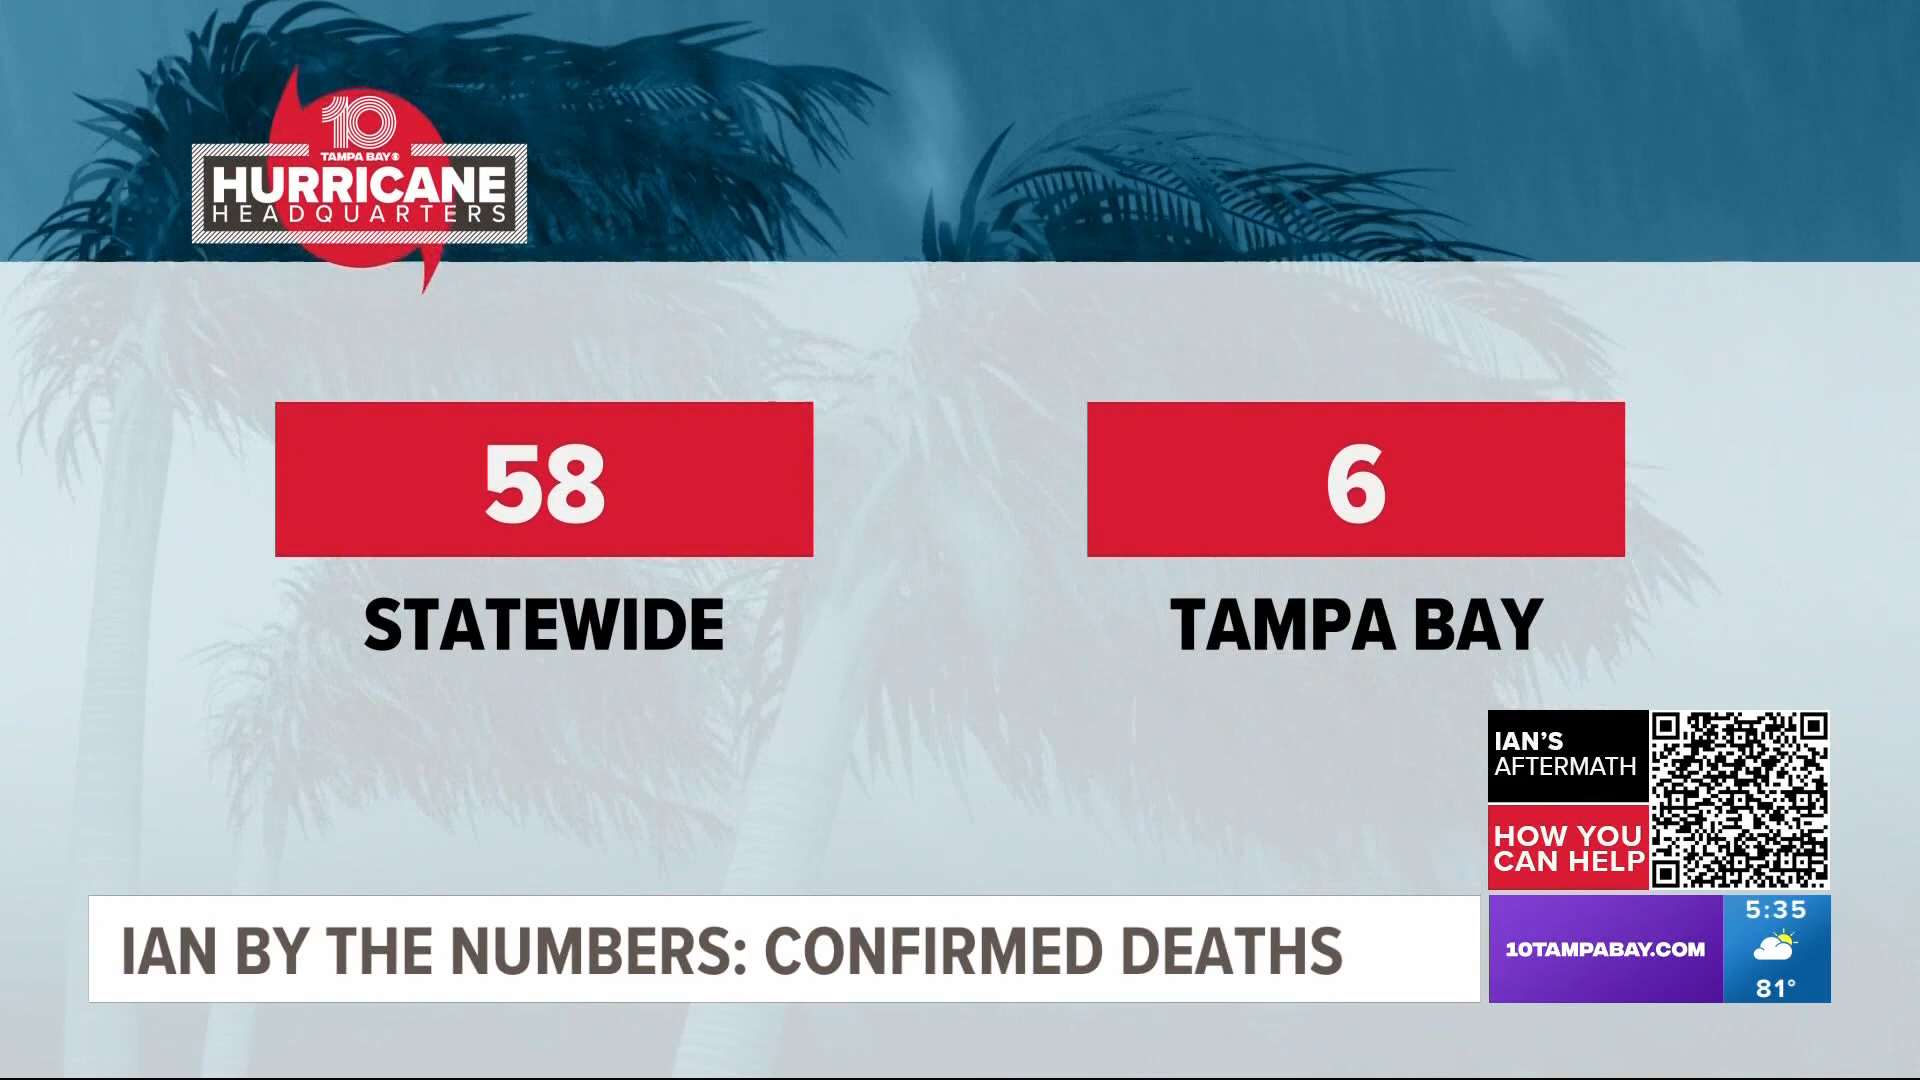 10
TAMPA BAY
HURRICANE
HEADQUARTERS
58
STATEWIDE
6
TAMPA BAY
IAN'S
AFTERMATH
HOW YOU
CAN HELP
IAN BY THE NUMBERS: CONFIRMED DEATHS
10TAMPABAY.COM
5:35
81°